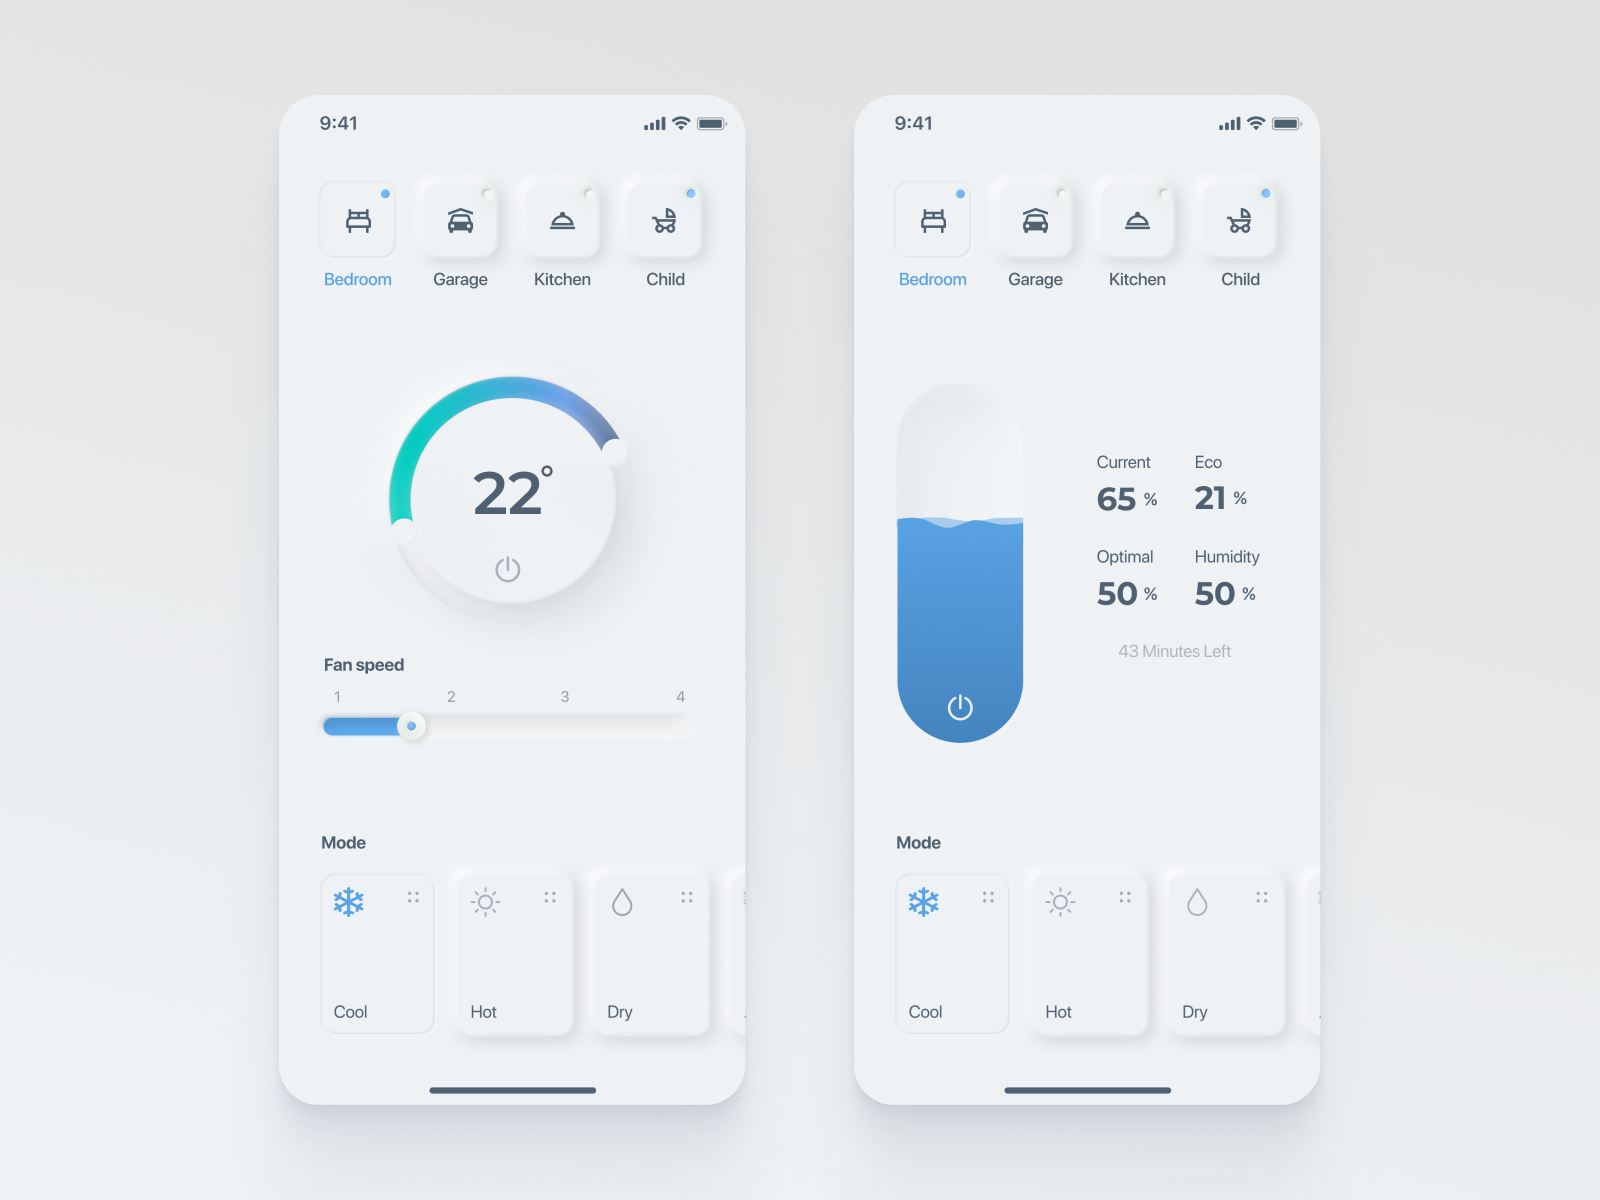 9:41
Bedroom Garage Kitchen Child
22°
Fan speed
1 2 3 4
Mode
Cool Hot Dry
9:41
Bedroom Garage Kitchen Child
Current Eco
65 % 21 %
Optimal Humidity
50 % 50 %
43 Minutes Left
Mode
Cool Hot Dry